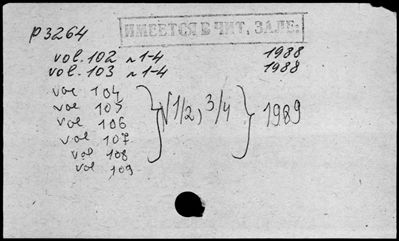 P3264
ИМЕЕТСЯ В ЧИТ. ЗАЛЕ.
vol. 102 N 1-4 1988
vol. 103 N 1-4 1988
vol 104
vol 105
vol 106 N 1/2, 3/4 1989
vol 107
vol 108
vol 109